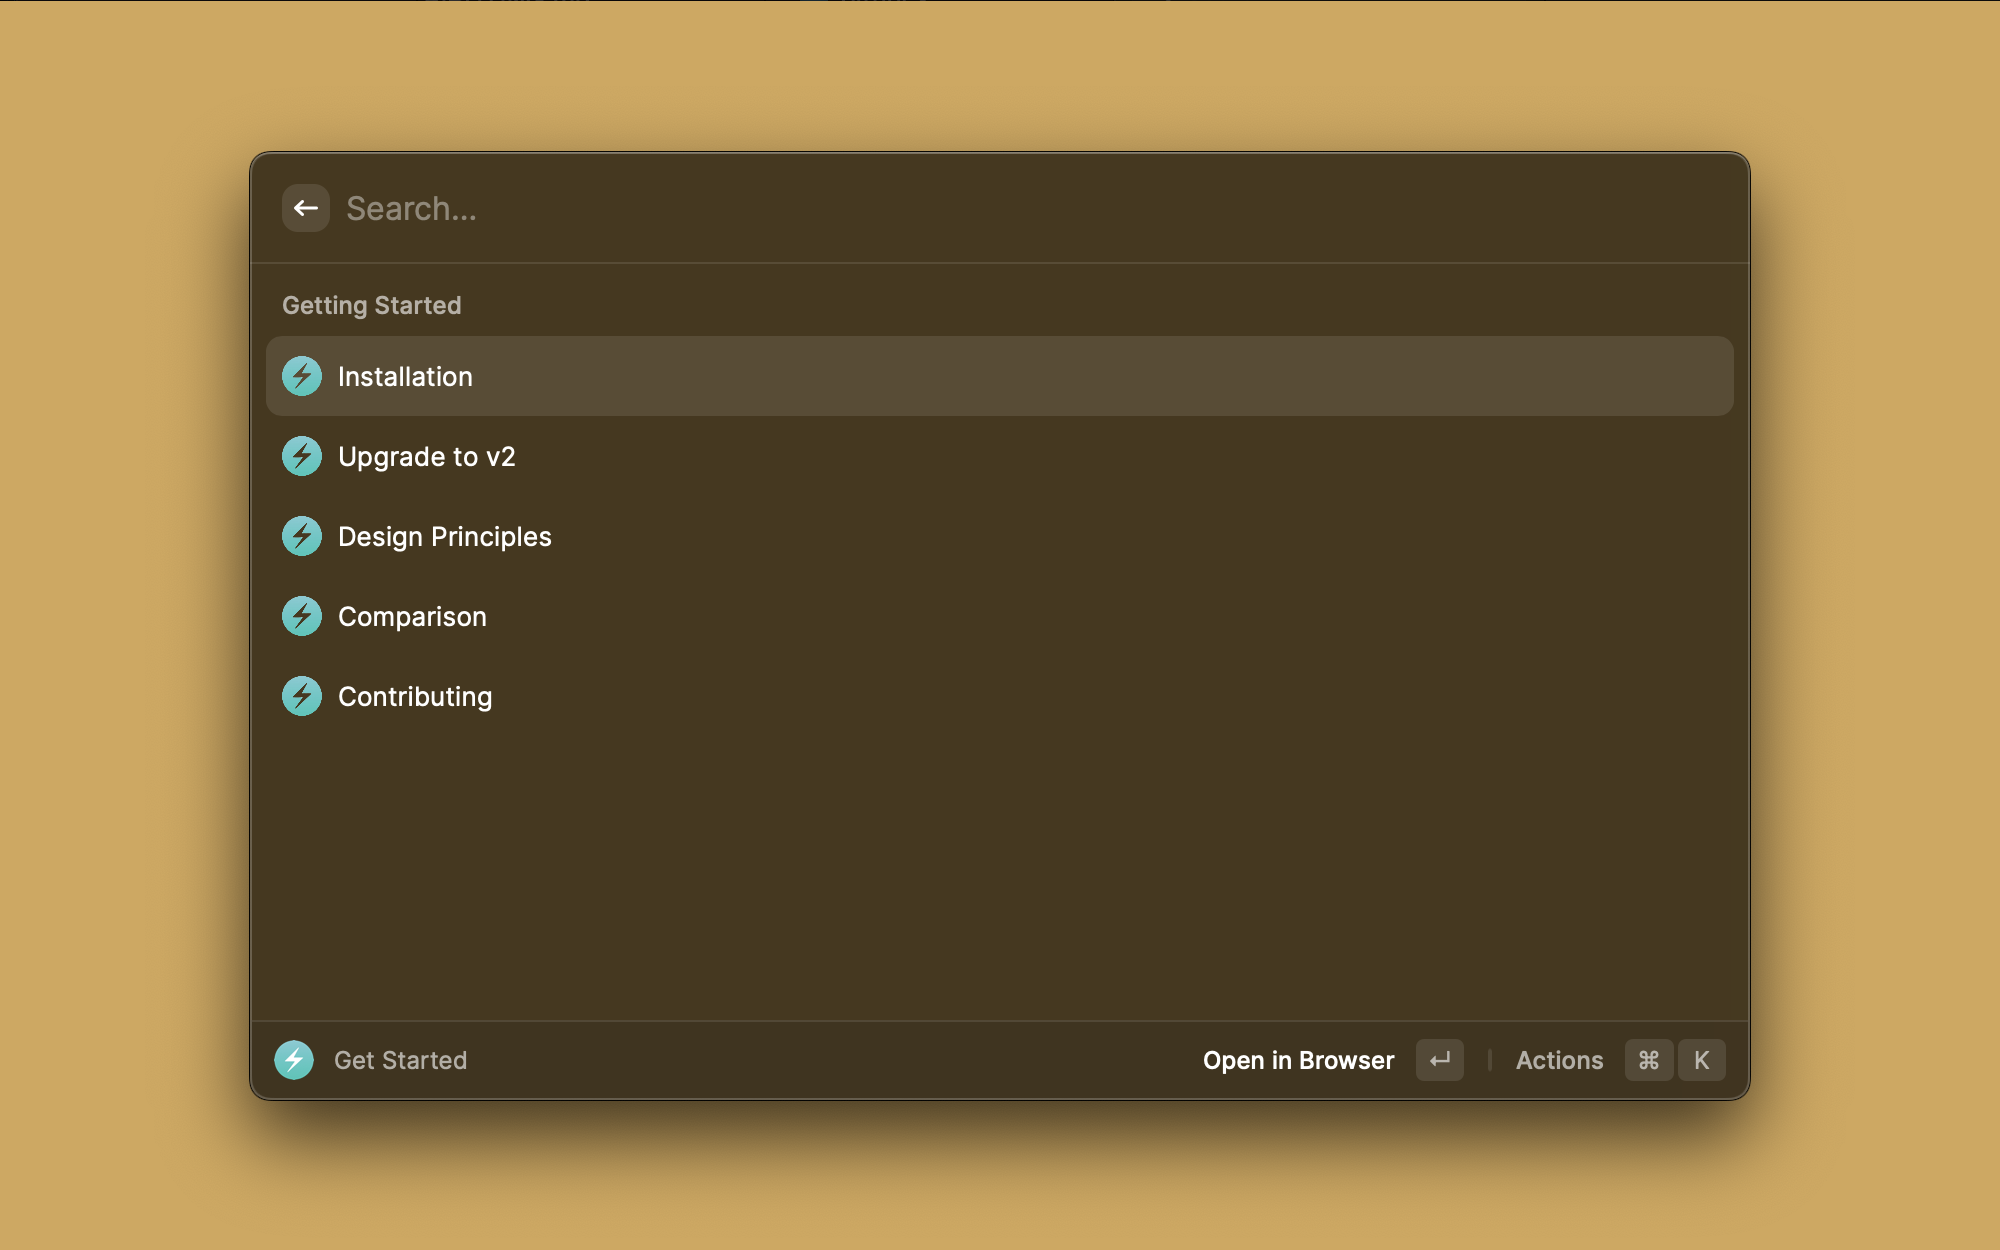 Search...
Getting Started
Installation
Upgrade to v2
Design Principles
Comparison
Contributing
Get Started
Open in Browser ↵ | Actions ⌘ K